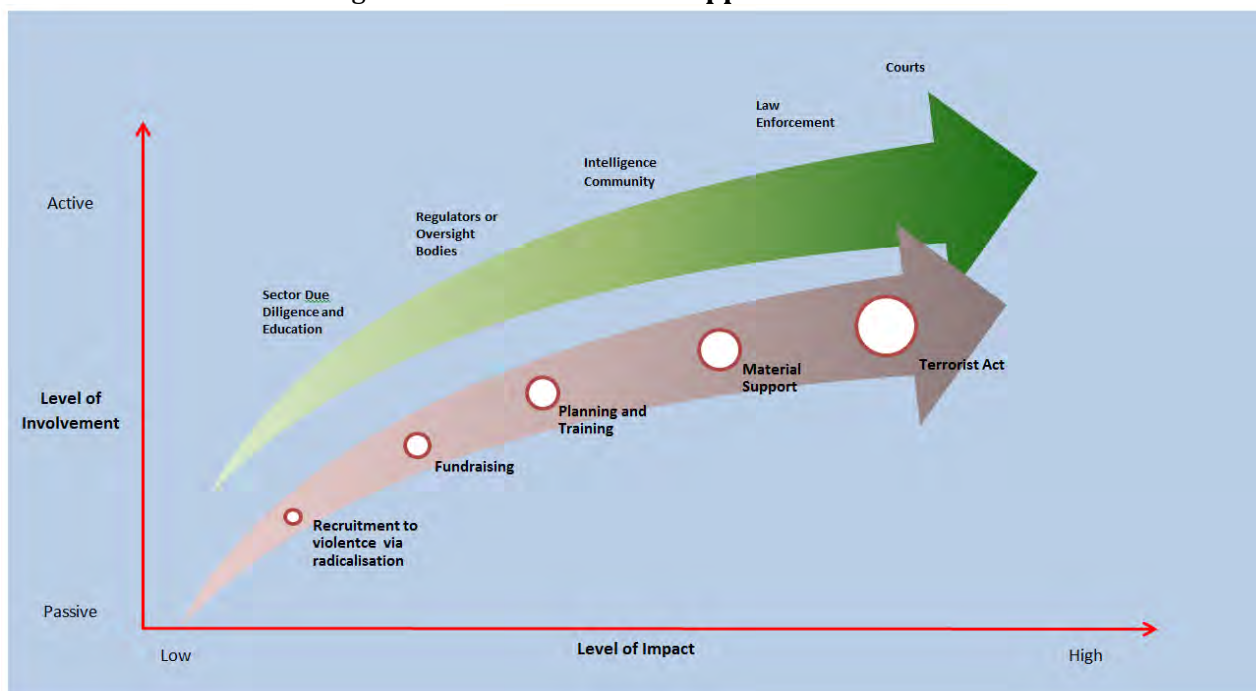 Courts
Law
Enforcement
Intelligence
Community
Active
Regulators or
Oversight
Bodies
Sector Due
Diligence and
Education
Terrorist Act
Material
Support
Level of
Involvement
Planning and
Training
Fundraising
Recruitment to
violentce via
radicalisation
Passive
Low
Level of Impact
High